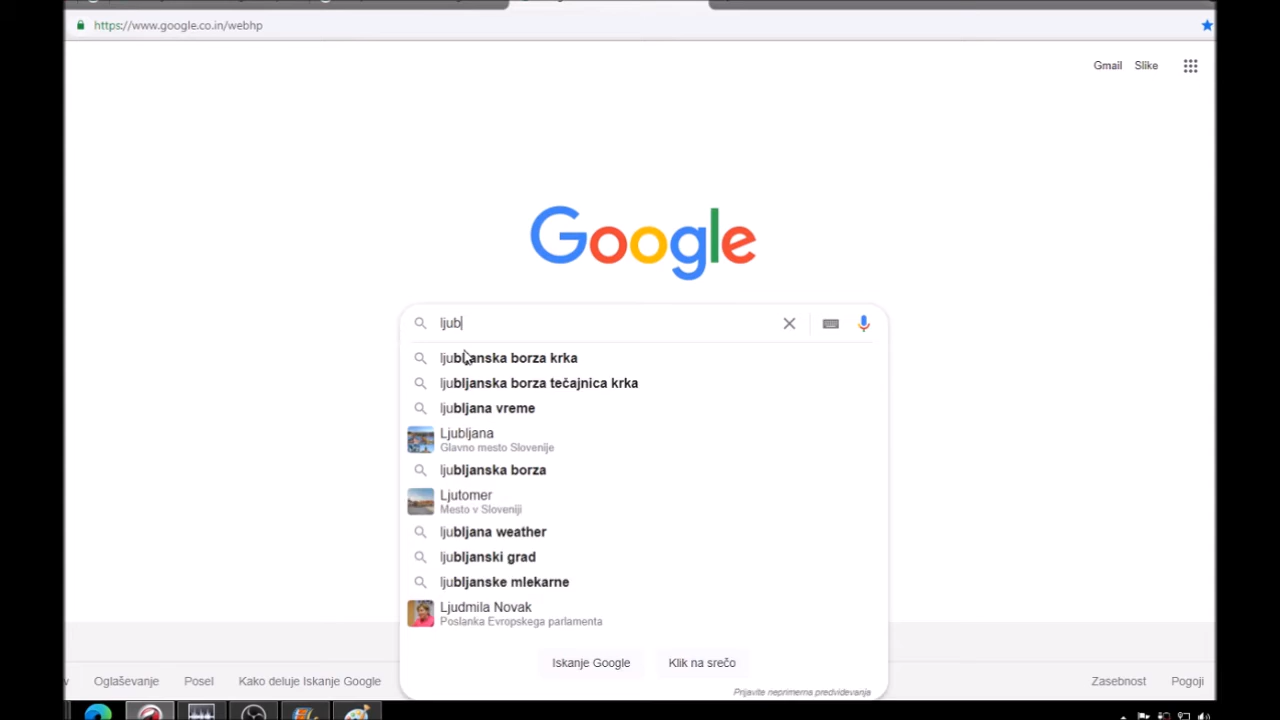 https://www.google.co.in/webhp
Gmail Slike
Google
ljub
ljubljanska borza krka
ljubljanska borza tečajnica krka
ljubljana vreme
Ljubljana
Glavno mesto Slovenije
ljubljanska borza
Ljutomer
Mesto v Sloveniji
ljubljana weather
ljubljanski grad
ljubljanske mlekarne
Ljudmila Novak
Poslanka Evropskega parlamenta
Iskanje Google Klik na srečo
Prijavite neprimerna predvidevanja
v Oglaševanje Posel Kako deluje Iskanje Google Zasebnost Pogoji